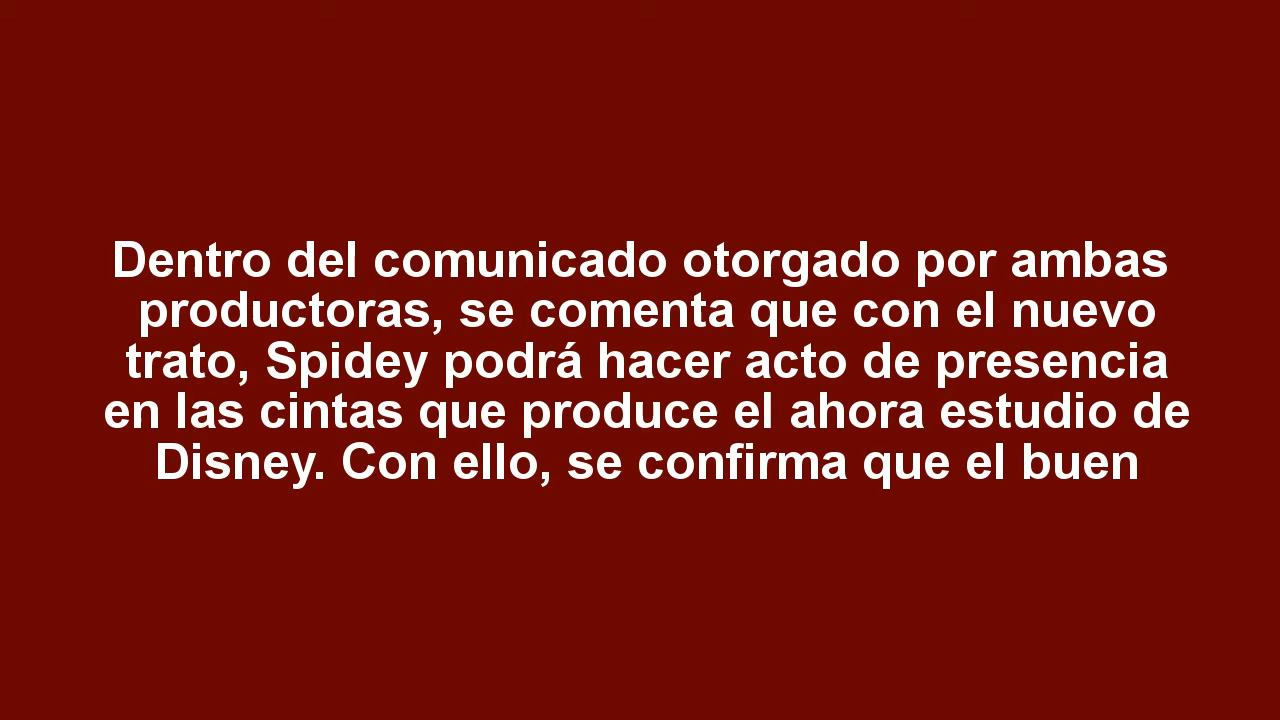 Dentro del comunicado otorgado por ambas
productoras, se comenta que con el nuevo
trato, Spidey podrá hacer acto de presencia
en las cintas que produce el ahora estudio de
Disney. Con ello, se confirma que el buen